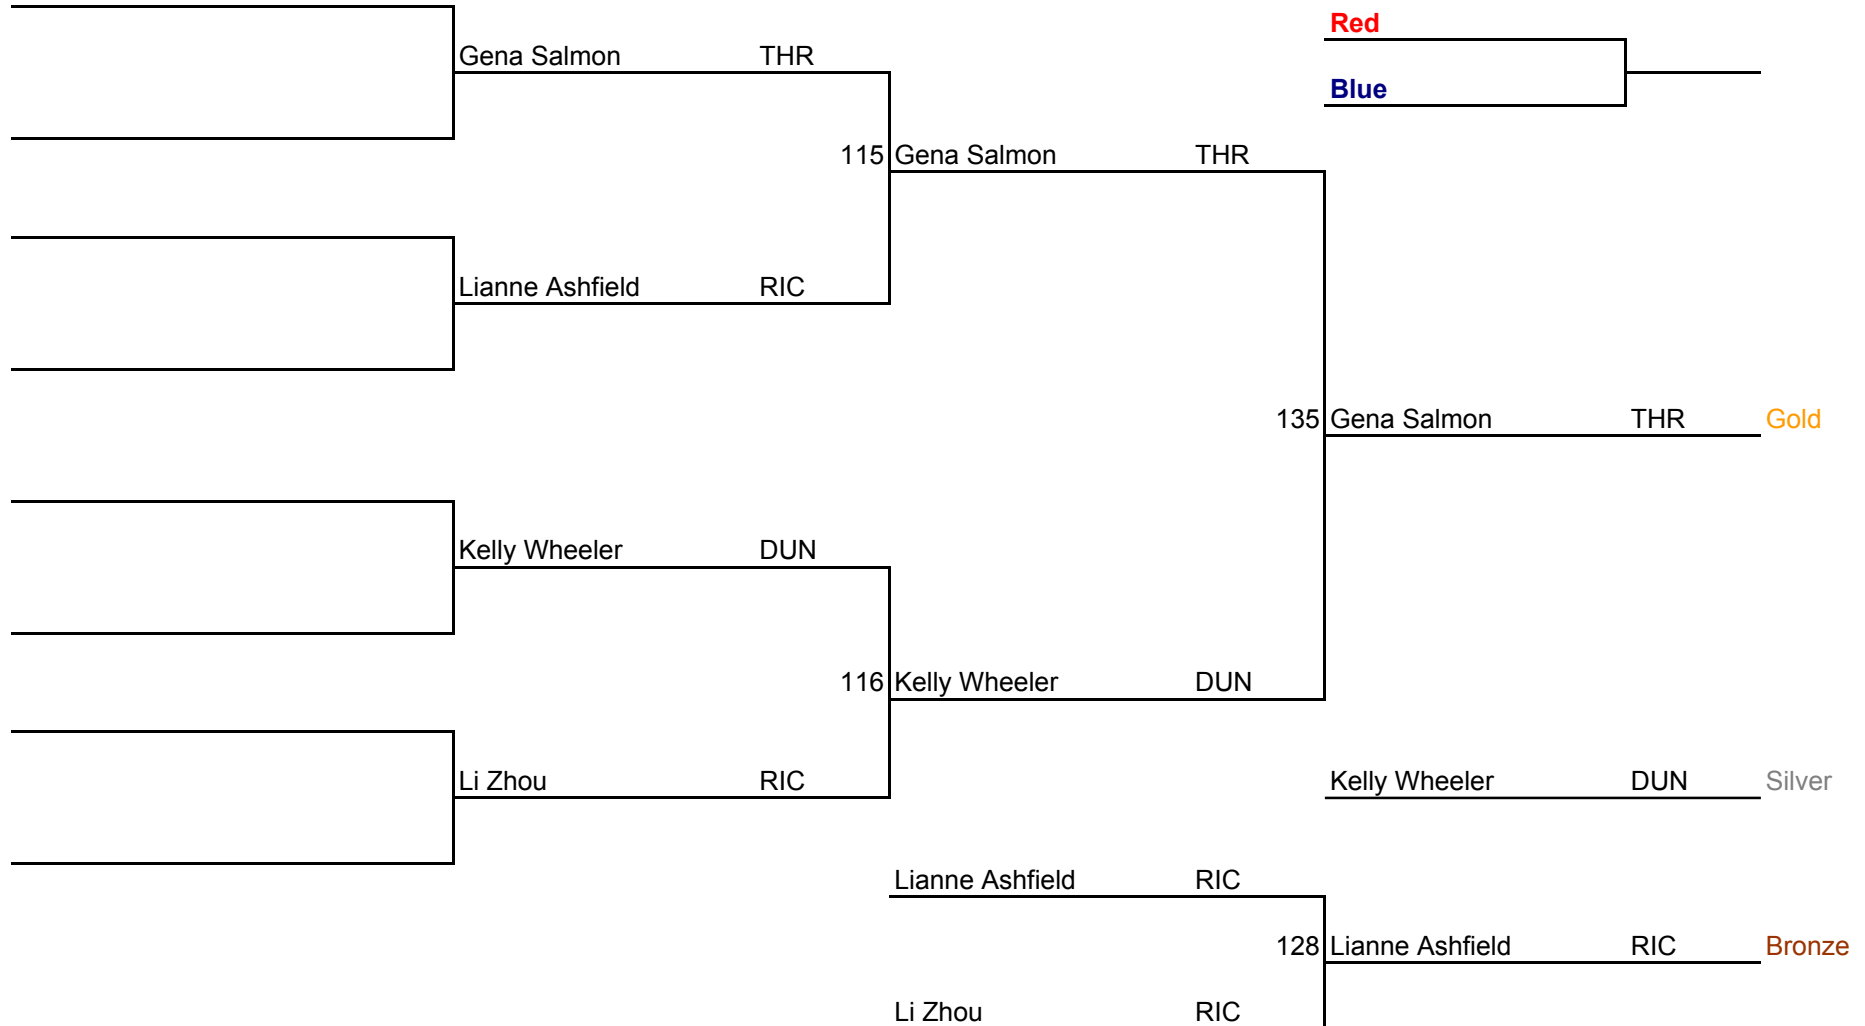 Red
Gena Salmon THR
Blue
115 Gena Salmon THR
Lianne Ashfield RIC
135 Gena Salmon THR Gold
Kelly Wheeler DUN
116 Kelly Wheeler DUN
Li Zhou RIC
Kelly Wheeler DUN Silver
Lianne Ashfield RIC
128 Lianne Ashfield RIC Bronze
Li Zhou RIC